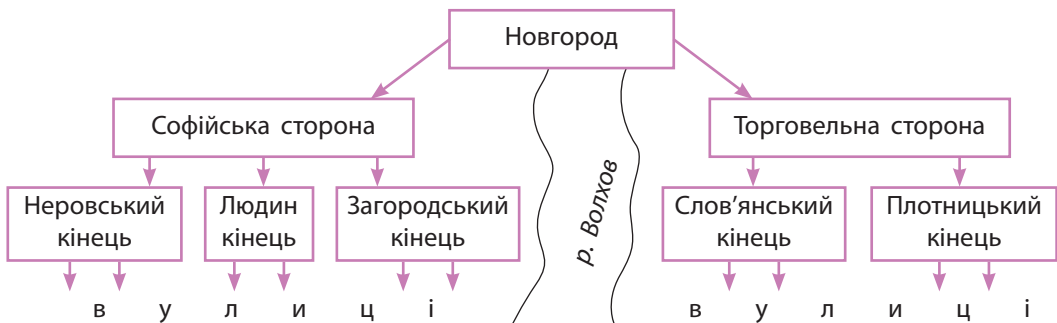 Новгород
Софійська сторона
Торговельна сторона
р. Волхов
Неровський
кінець
Людин
кінець
Загородський
кінець
Слов’янський
кінець
Плотницький
кінець
в у л и ц і
в у л и ц і